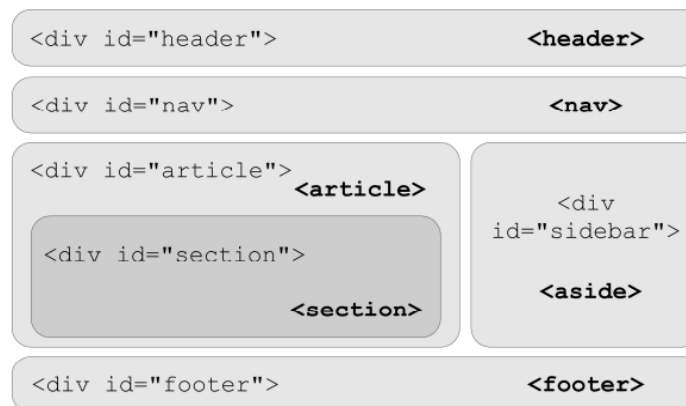 <div id="header"> <header>
<div id="nav"> <nav>
<div id="article">
<article>
<div id="section">
<section>
<div
id="sidebar">
<aside>
<div id="footer"> <footer>